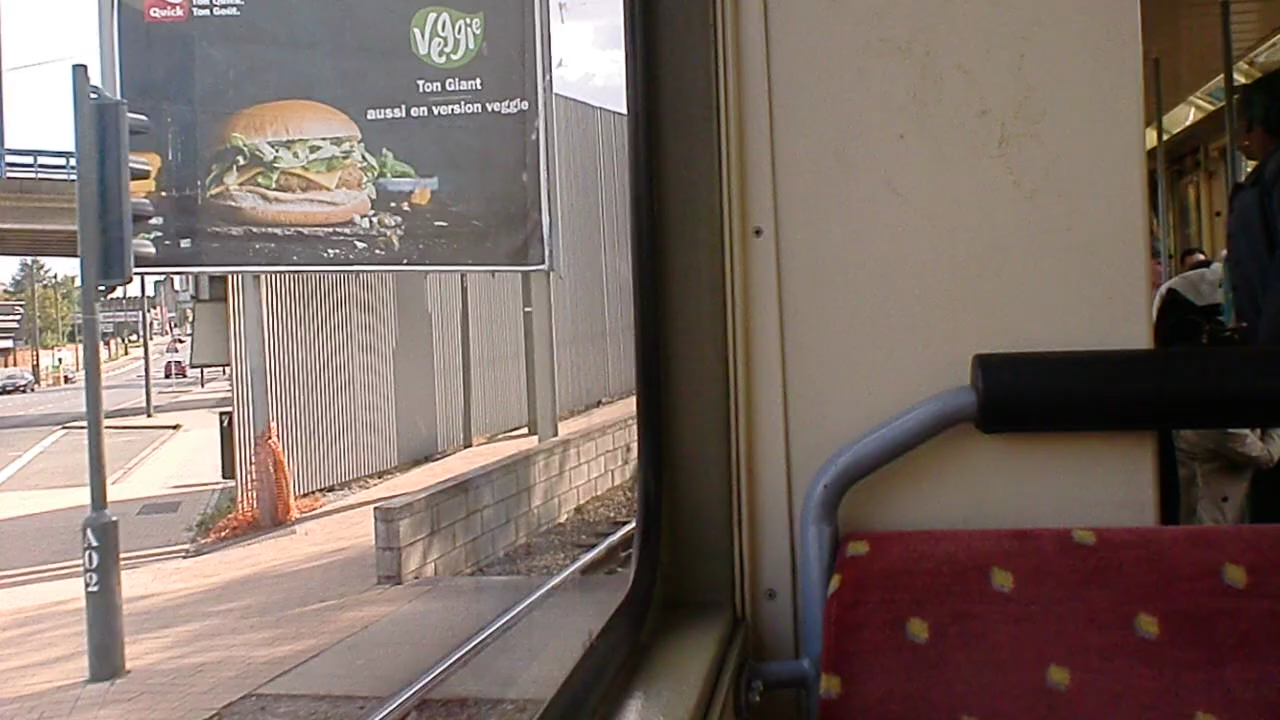 Quick
Ton Quick.
Ton Goût.
veggie
Ton Giant
aussi en version veggie
A02